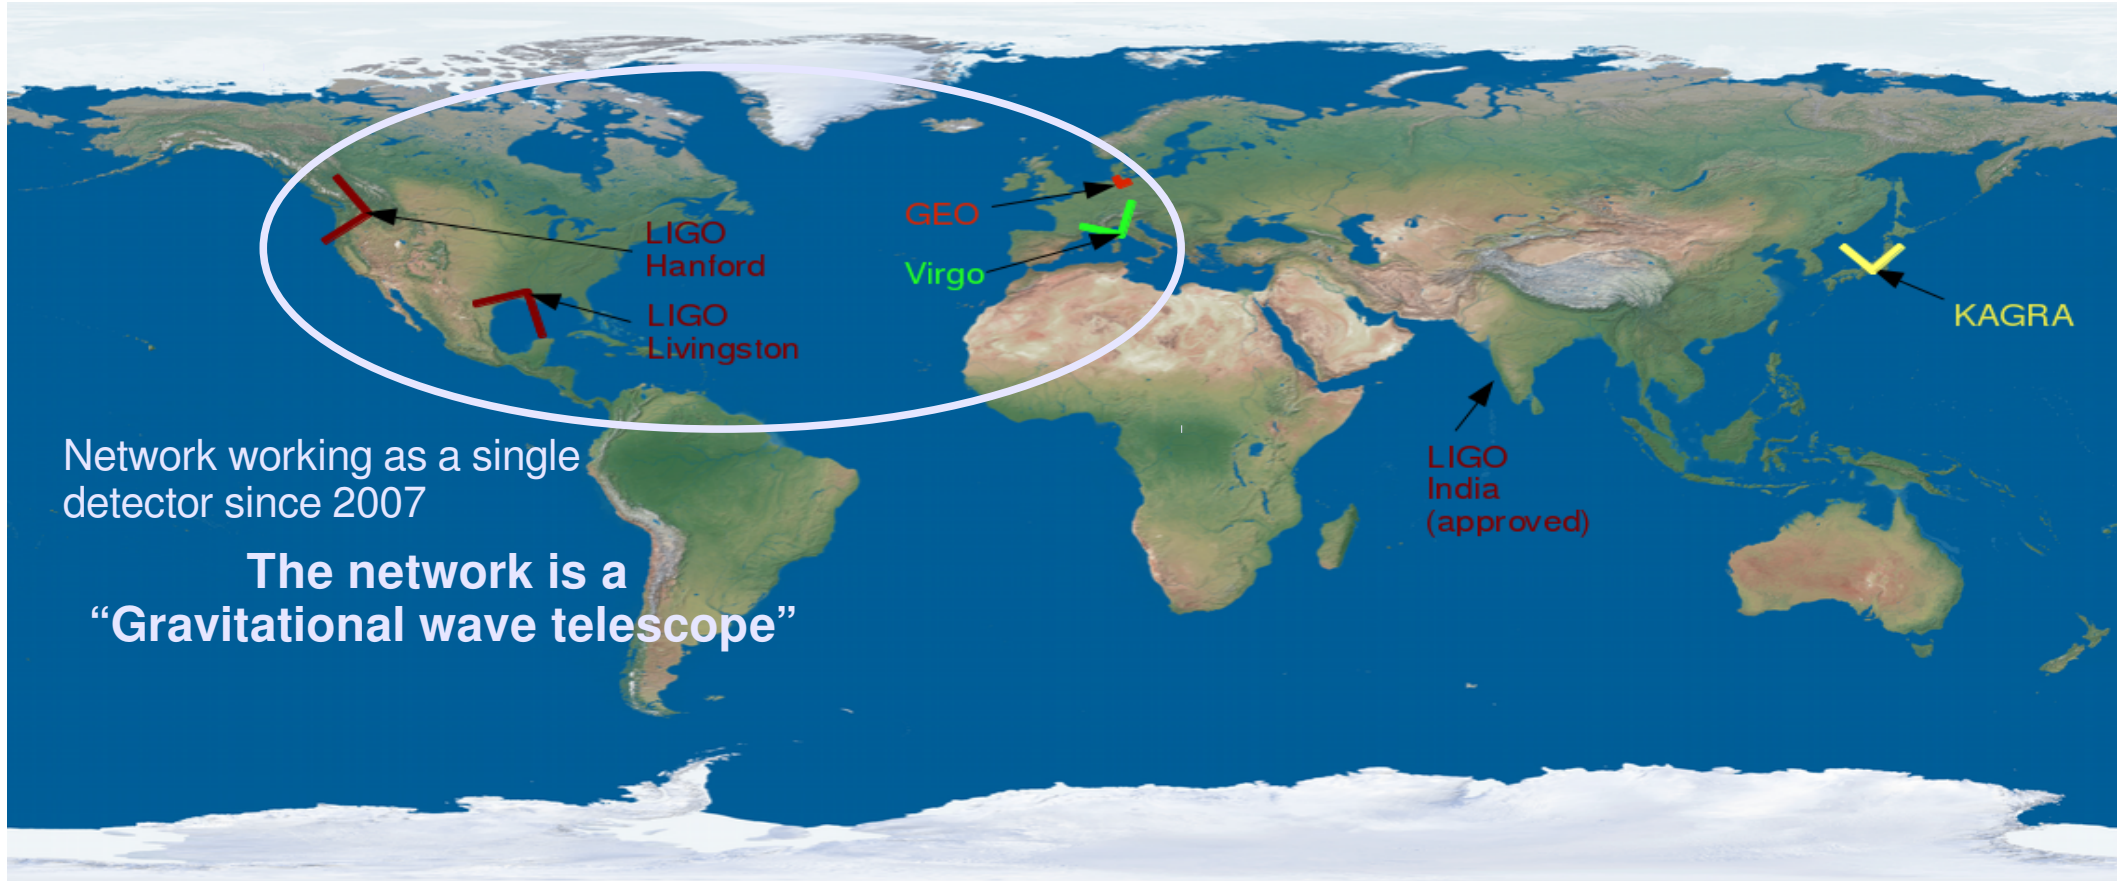 LIGO
Hanford
LIGO
Livingston
GEO
Virgo
KAGRA
LIGO
India
(approved)
Network working as a single
detector since 2007
The network is a
“Gravitational wave telescope”